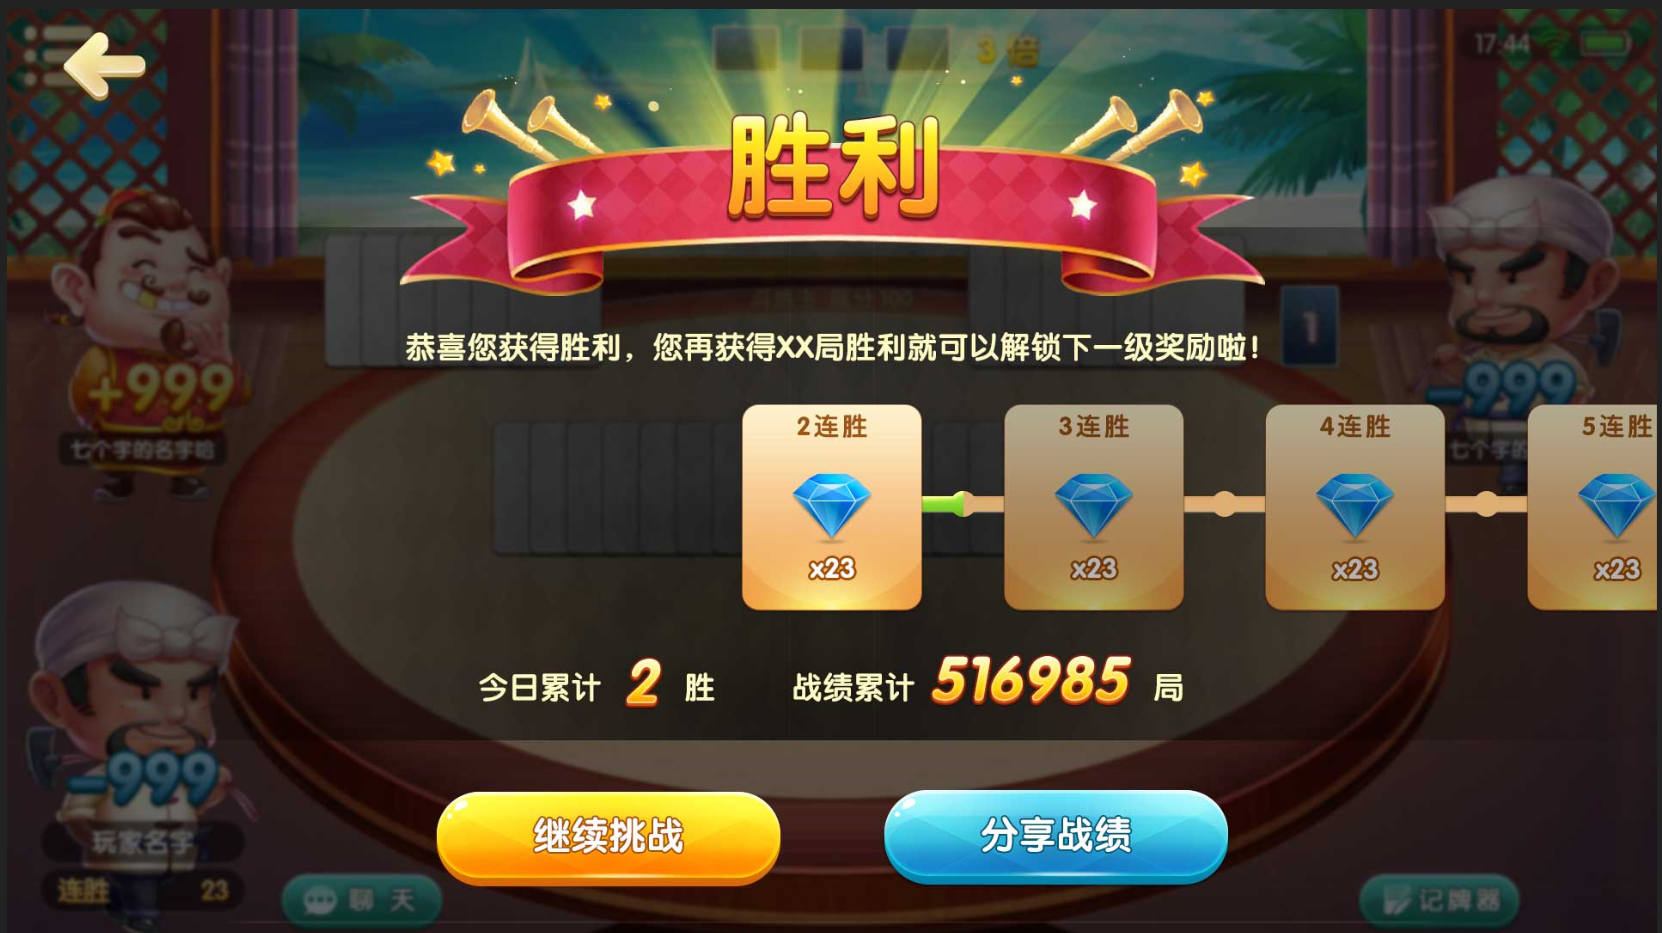 3倍
17:44
胜利
恭喜您获得胜利，您再获得XX局胜利就可以解锁下一级奖励啦！
1
+999
七个字的名字哈
-999
七个字的
2连胜
x23
3连胜
x23
4连胜
x23
5连胜
x23
今日累计 2 胜
战绩累计 516985 局
-999
玩家名字
连胜 23
继续挑战
分享战绩
聊 天
记牌器